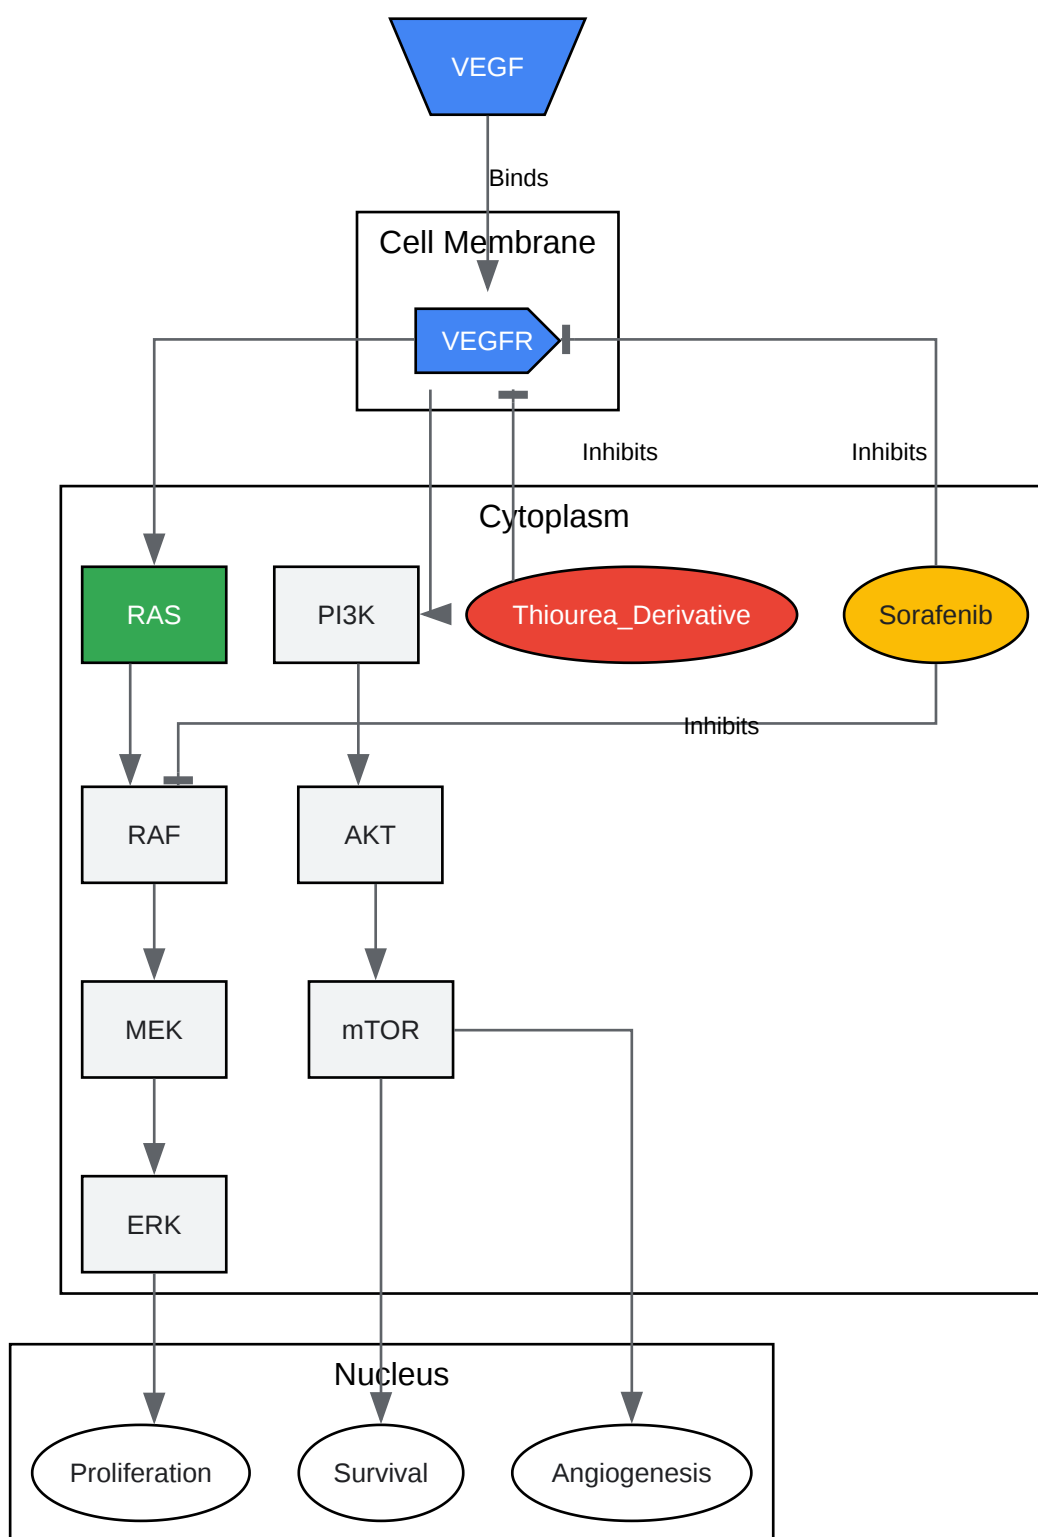 VEGF
Binds
Cell Membrane
VEGFR
Inhibits
Inhibits
Cytoplasm
RAS
PI3K
Thiourea_Derivative
Sorafenib
Inhibits
RAF
AKT
MEK
mTOR
ERK
Nucleus
Proliferation
Survival
Angiogenesis